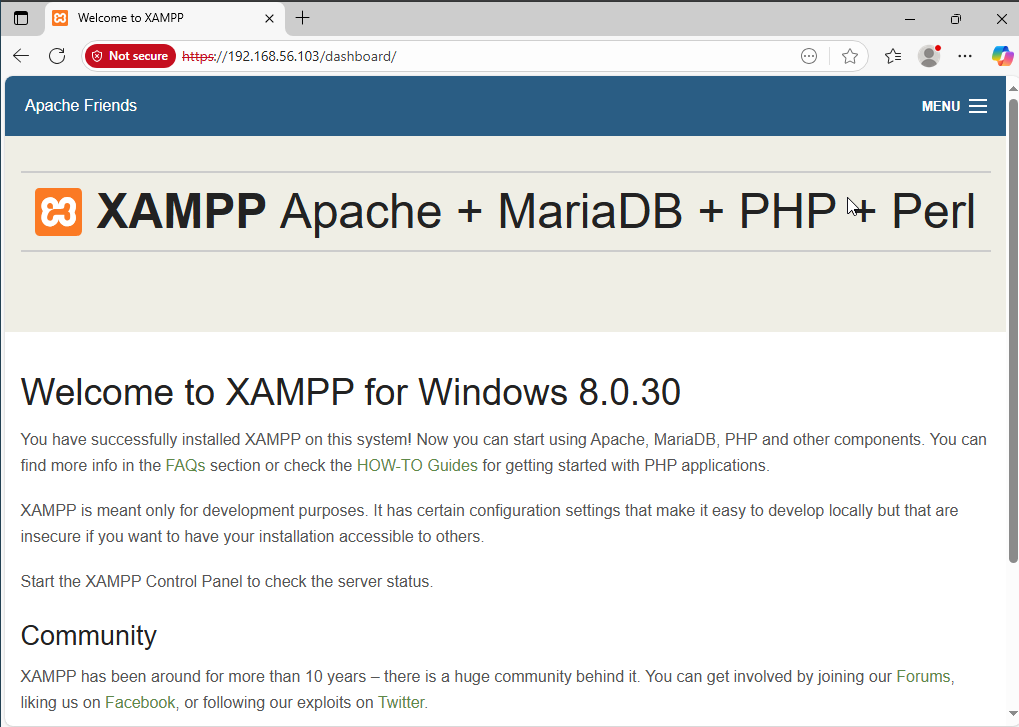 Welcome to XAMPP
Not secure
https://192.168.56.103/dashboard/
Apache Friends
MENU
XAMPP Apache + MariaDB + PHP + Perl
Welcome to XAMPP for Windows 8.0.30
You have successfully installed XAMPP on this system! Now you can start using Apache, MariaDB, PHP and other components. You can
find more info in the FAQs section or check the HOW-TO Guides for getting started with PHP applications.
XAMPP is meant only for development purposes. It has certain configuration settings that make it easy to develop locally but that are
insecure if you want to have your installation accessible to others.
Start the XAMPP Control Panel to check the server status.
Community
XAMPP has been around for more than 10 years – there is a huge community behind it. You can get involved by joining our Forums,
liking us on Facebook, or following our exploits on Twitter.